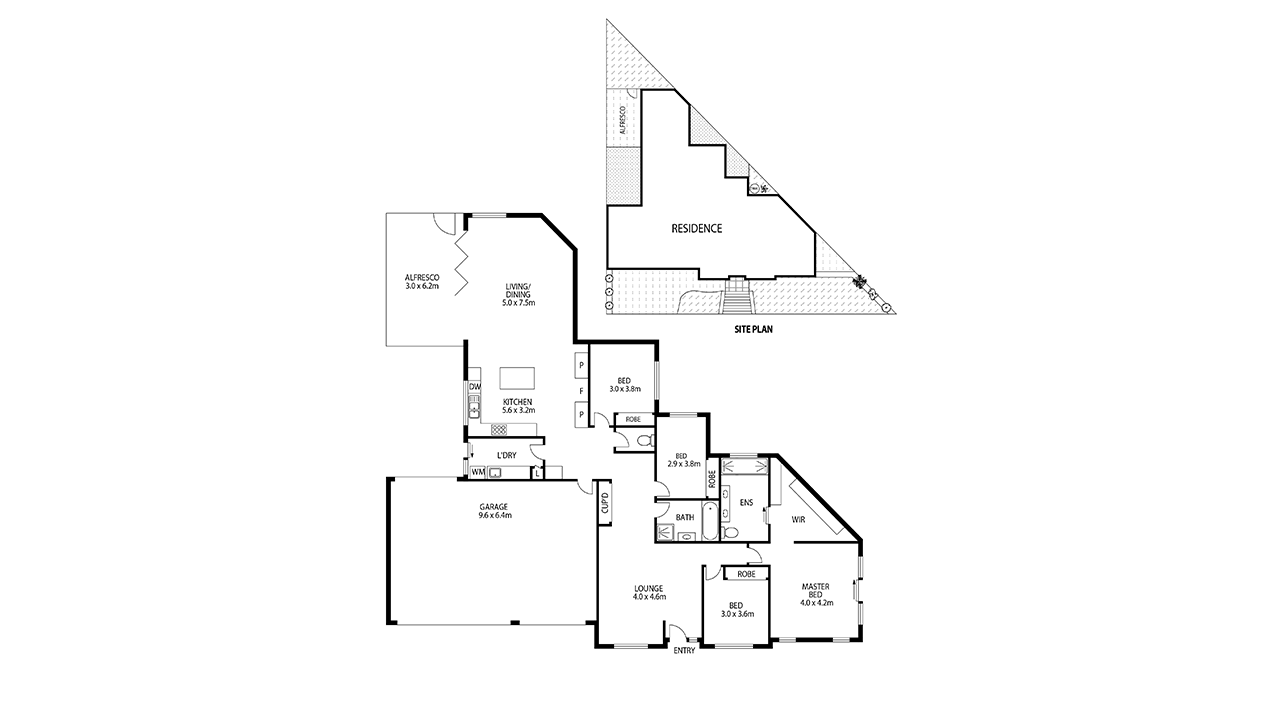 ALFRESCO
RESIDENCE
SITE PLAN
ALFRESCO
3.0 x 6.2m
LIVING/
DINING
5.0 x 7.5m
P
F
P
BED
3.0 x 3.8m
ROBE
DW
KITCHEN
5.6 x 3.2m
L'DRY
WM
L
BED
2.9 x 3.8m
ROBE
GARAGE
9.6 x 6.4m
CUP'D
BATH
ENS
WIR
LOUNGE
4.0 x 4.6m
ROBE
BED
3.0 x 3.6m
MASTER
BED
4.0 x 4.2m
ENTRY